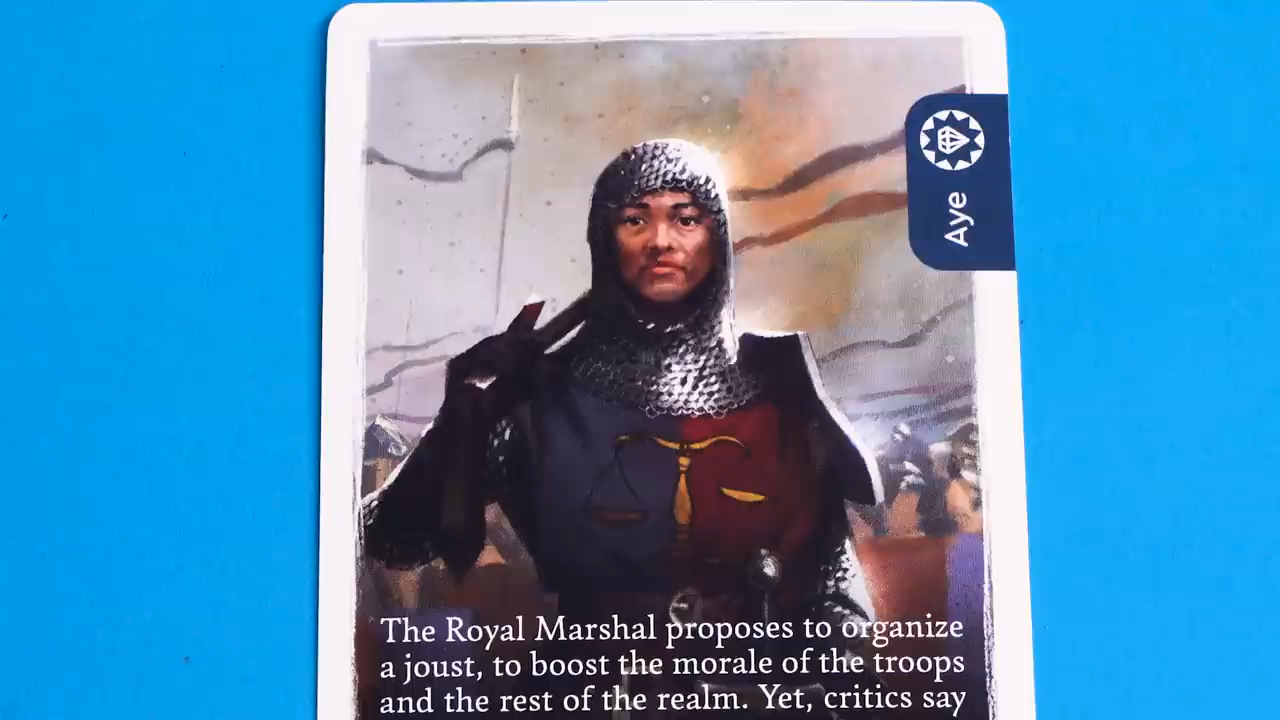 Aye
The Royal Marshal proposes to organize
a joust, to boost the morale of the troops
and the rest of the realm. Yet, critics say